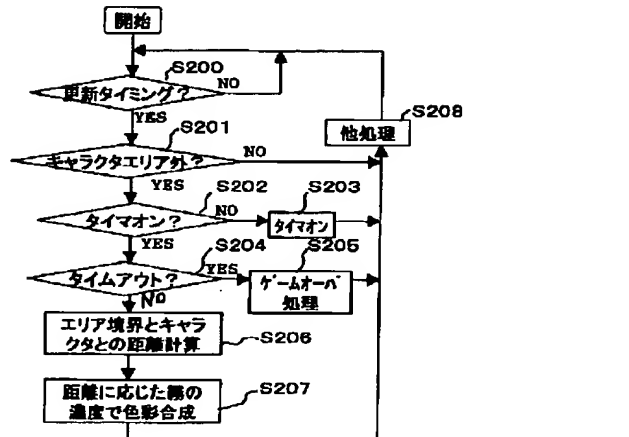 開始
S200
更新タイミング?
NO
YES
S208
他処理
S201
キャラクタエリア外?
NO
YES
S202
タイマオン?
NO
S203
タイマオン
YES
S204
タイムアウト?
YES
S205
ゲームオーバ
処理
NO
エリア境界とキャラ
クタとの距離計算
S206
距離に応じた霧の
濃度で色彩合成
S207